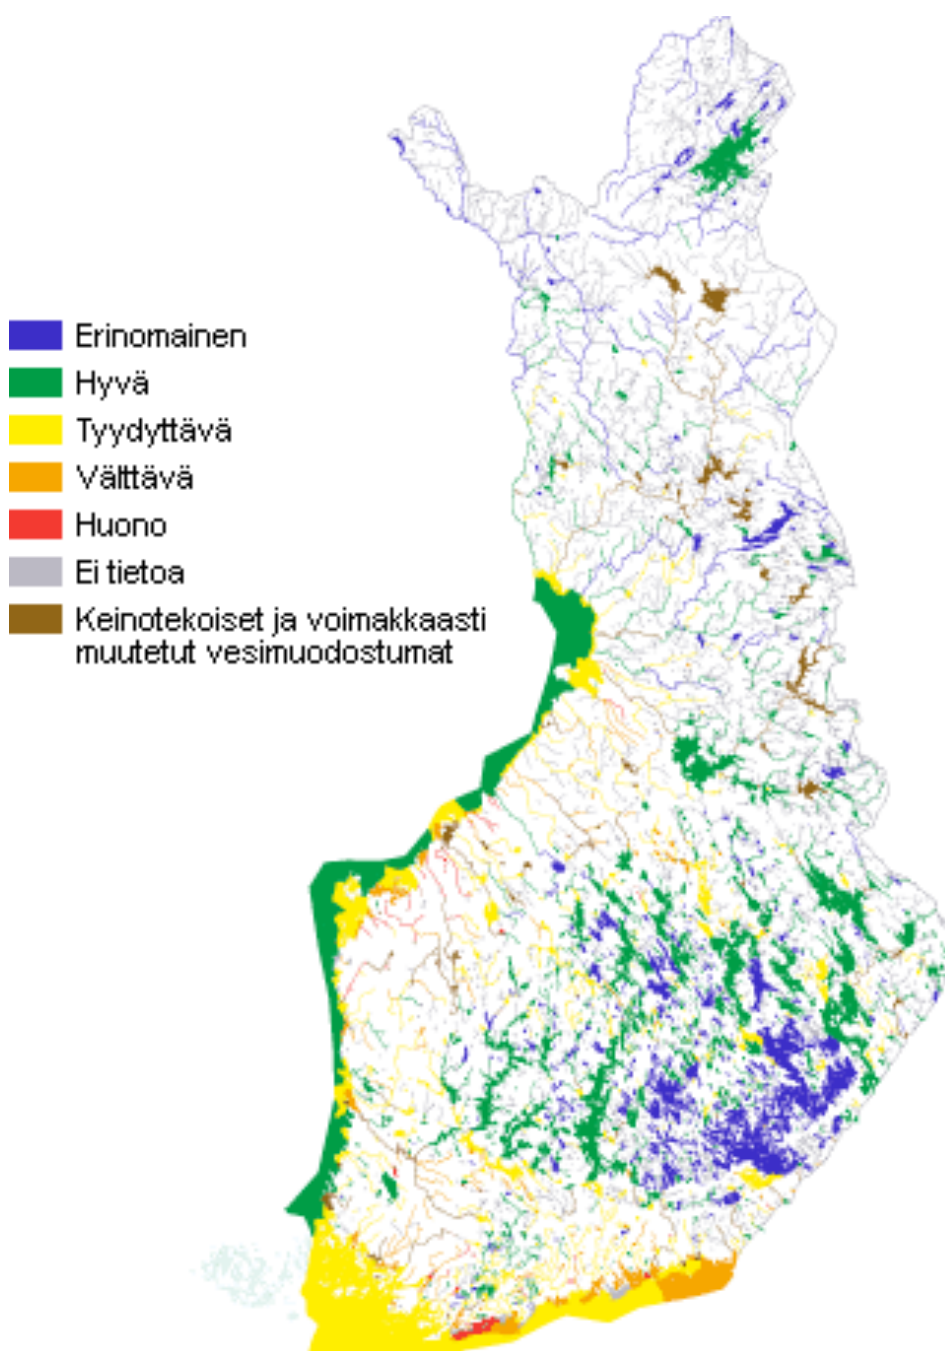 Erinomainen
Hyvä
Tyydyttävä
Välttävä
Huono
Ei tietoa
Keinotekoiset ja voimakkaasti
muutetut vesimuodostumat